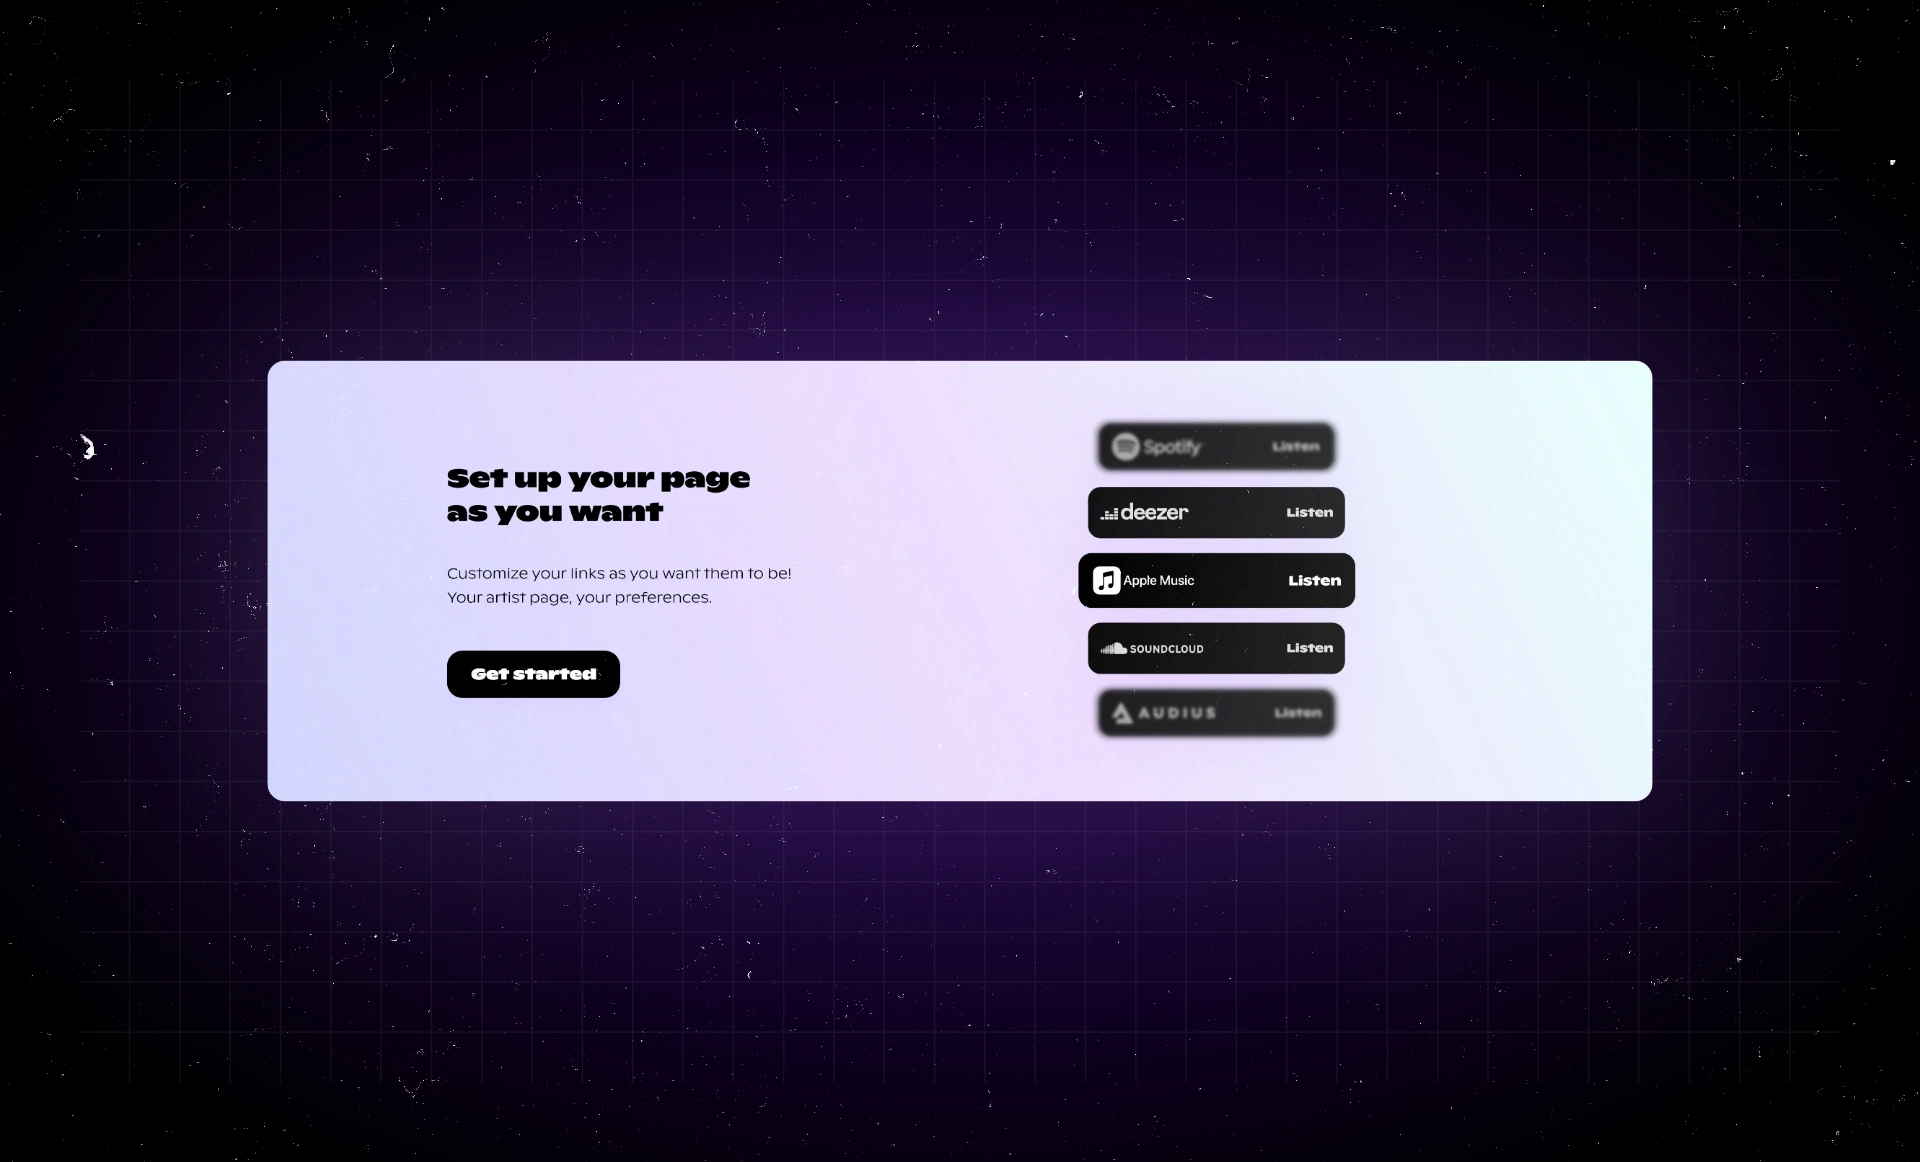 Set up your page
as you want
Customize your links as you want them to be!
Your artist page, your preferences.
Get started
Spotify Listen
deezer Listen
Apple Music Listen
SOUNDCLOUD Listen
AUDIUS Listen